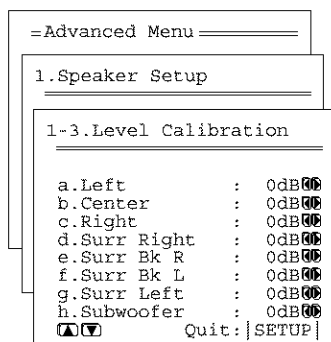 =Advanced Menu
1.Speaker Setup
1-3.Level Calibration
a.Left : 0dB
b.Center : 0dB
c.Right : 0dB
d.Surr Right : 0dB
e.Surr Bk R : 0dB
f.Surr Bk L : 0dB
g.Surr Left : 0dB
h.Subwoofer : 0dB
Quit:|SETUP|